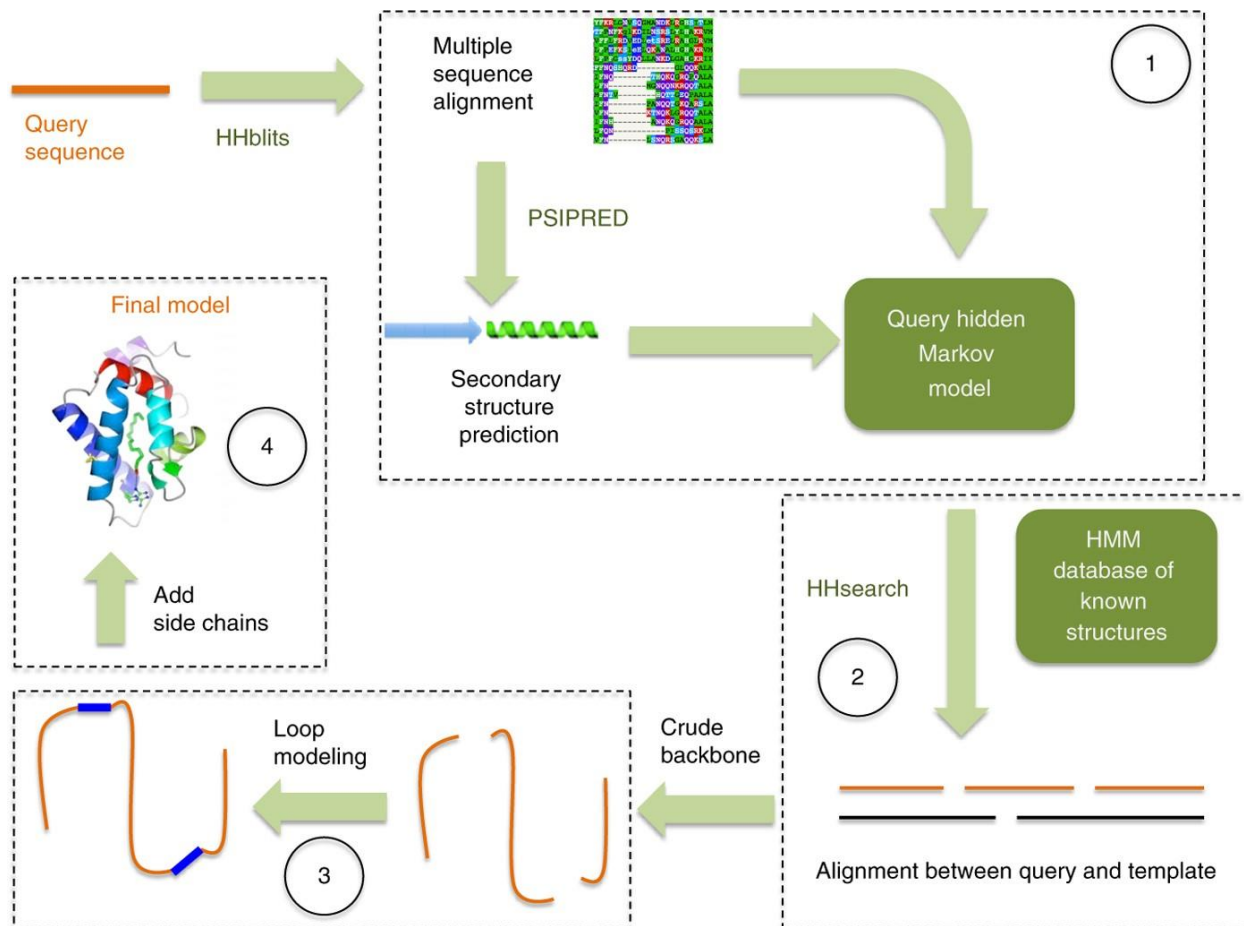 Query
sequence
HHblits
Multiple
sequence
alignment
1
PSIPRED
Secondary
structure
prediction
Query hidden
Markov
model
HHsearch
HMM
database of
known
structures
2
Alignment between query and template
Crude
backbone
Loop
modeling
3
Add
side chains
Final model
4